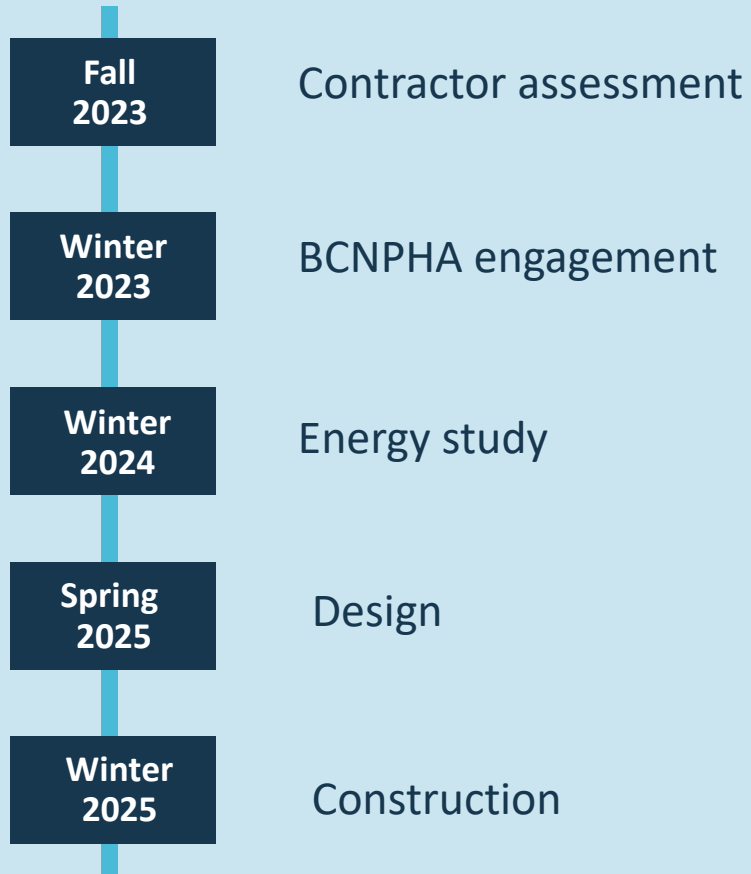 Fall
2023
Contractor assessment
Winter
2023
BCNPHA engagement
Winter
2024
Energy study
Spring
2025
Design
Winter
2025
Construction